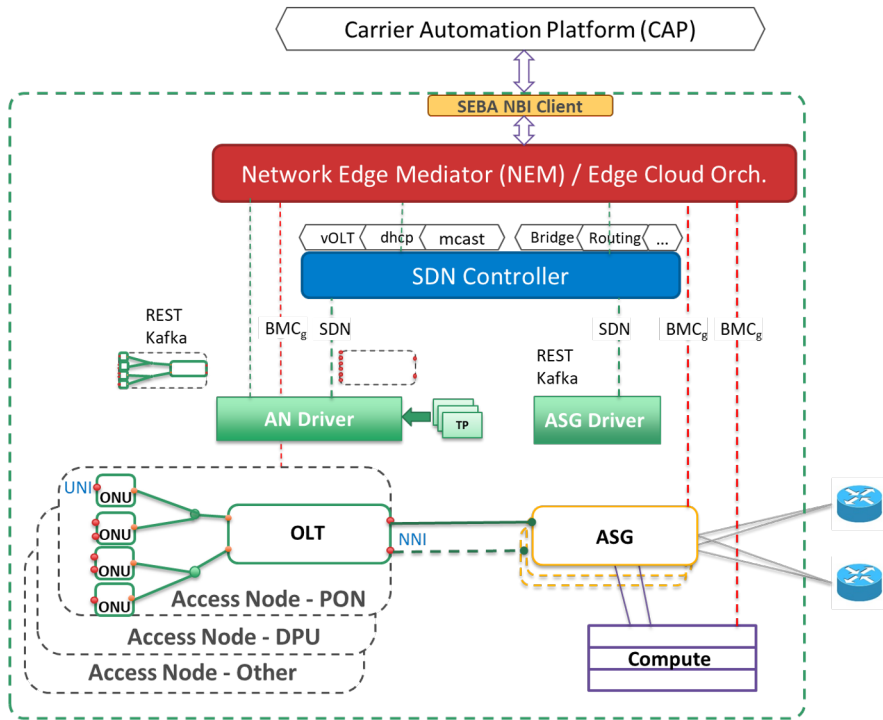 Carrier Automation Platform (CAP)
SEBA NBI Client
Network Edge Mediator (NEM) / Edge Cloud Orch.
vOLT
dhcp
mcast
Bridge
Routing
...
SDN Controller
REST
Kafka
BMCg
SDN
SDN
BMCg
BMCg
REST
Kafka
AN Driver
TP
ASG Driver
UNI
ONU
ONU
ONU
ONU
OLT
NNI
ASG
Access Node - PON
Access Node - DPU
Access Node - Other
Compute